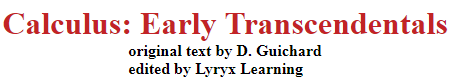 Calculus: Early Transcendentals
original text by D. Guichard
edited by Lyryx Learning